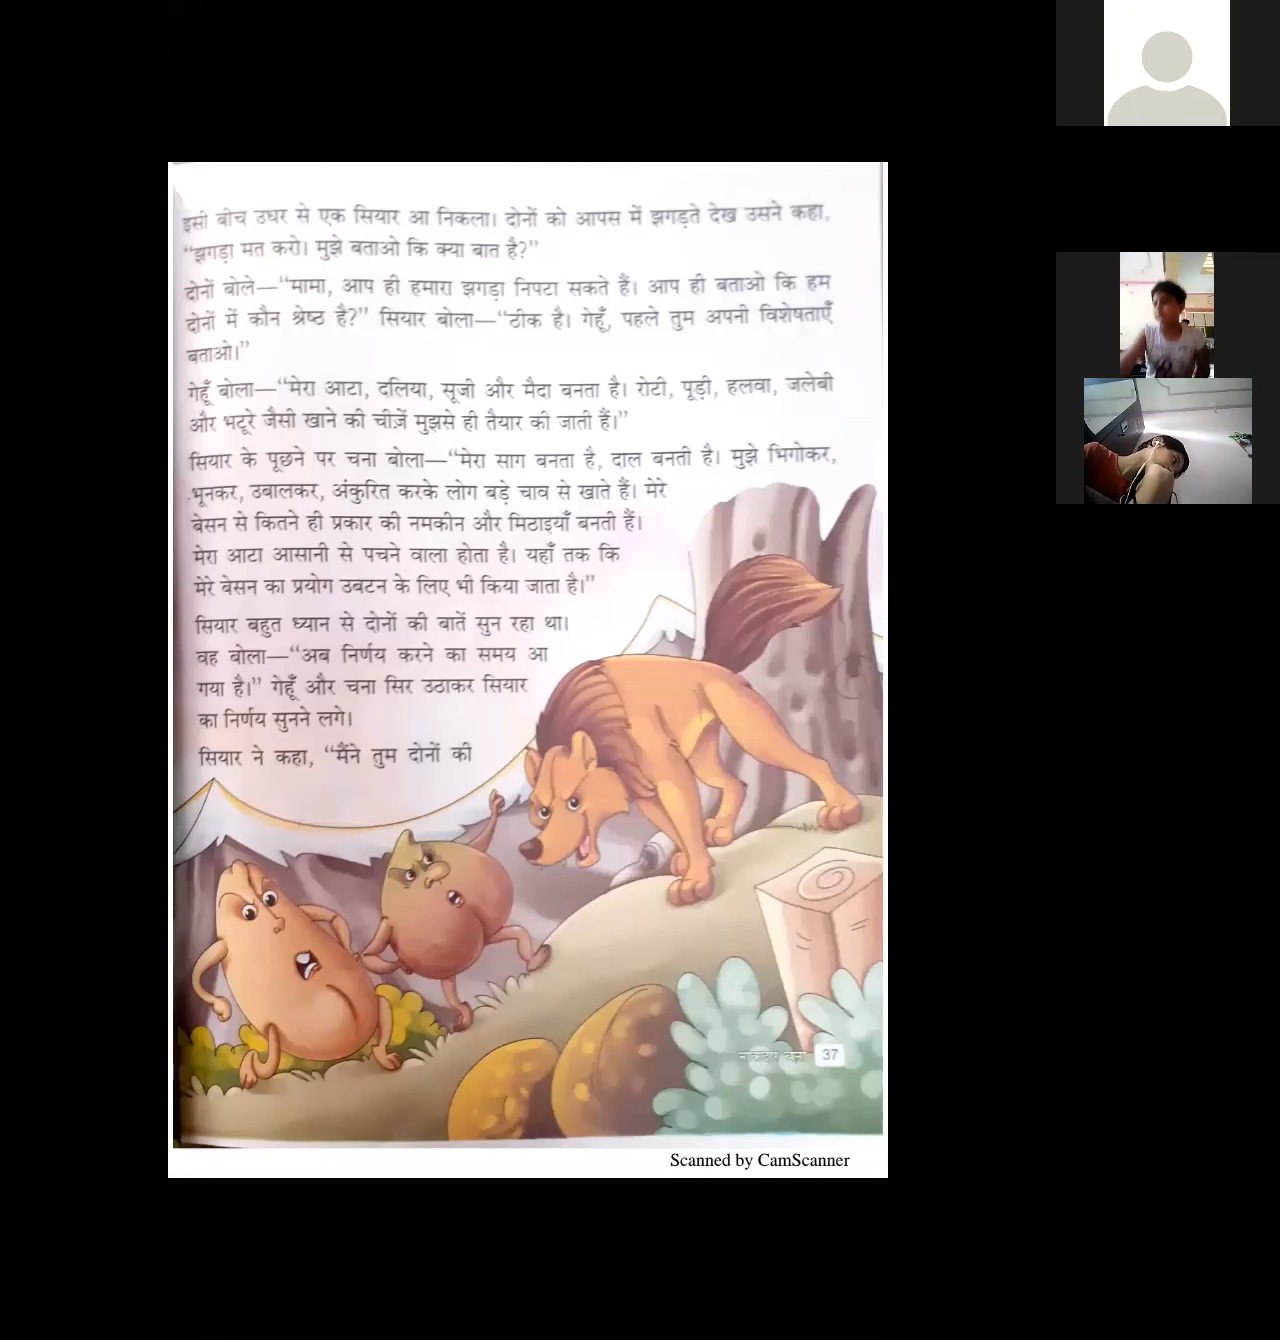 इसी बीच उधर से एक सियार आ निकला। दोनों को आपस में झगड़ते देख उसने कहा,
“झगड़ा मत करो। मुझे बताओ कि क्या बात है?”
दोनों बोले—“मामा, आप ही हमारा झगड़ा निपटा सकते हैं। आप ही बताओ कि हम
दोनों में कौन श्रेष्ठ है?” सियार बोला—“ठीक है। गेहूँ, पहले तुम अपनी विशेषताएँ
बताओ।”
गेहूँ बोला—“मेरा आटा, दलिया, सूजी और मैदा बनता है। रोटी, पूड़ी, हलवा, जलेबी
और भटूरे जैसी खाने की चीज़ें मुझसे ही तैयार की जाती हैं।”
सियार के पूछने पर चना बोला—“मेरा साग बनता है, दाल बनती है। मुझे भिगोकर,
भूनकर, उबालकर, अंकुरित करके लोग बड़े चाव से खाते हैं। मेरे
बेसन से कितने ही प्रकार की नमकीन और मिठाइयाँ बनती हैं।
मेरा आटा आसानी से पचने वाला होता है। यहाँ तक कि
मेरे बेसन का प्रयोग उबटन के लिए भी किया जाता है।”
सियार बहुत ध्यान से दोनों की बातें सुन रहा था।
वह बोला—“अब निर्णय करने का समय आ
गया है।” गेहूँ और चना सिर उठाकर सियार
का निर्णय सुनने लगे।
सियार ने कहा, “मैंने तुम दोनों की
37
Scanned by CamScanner